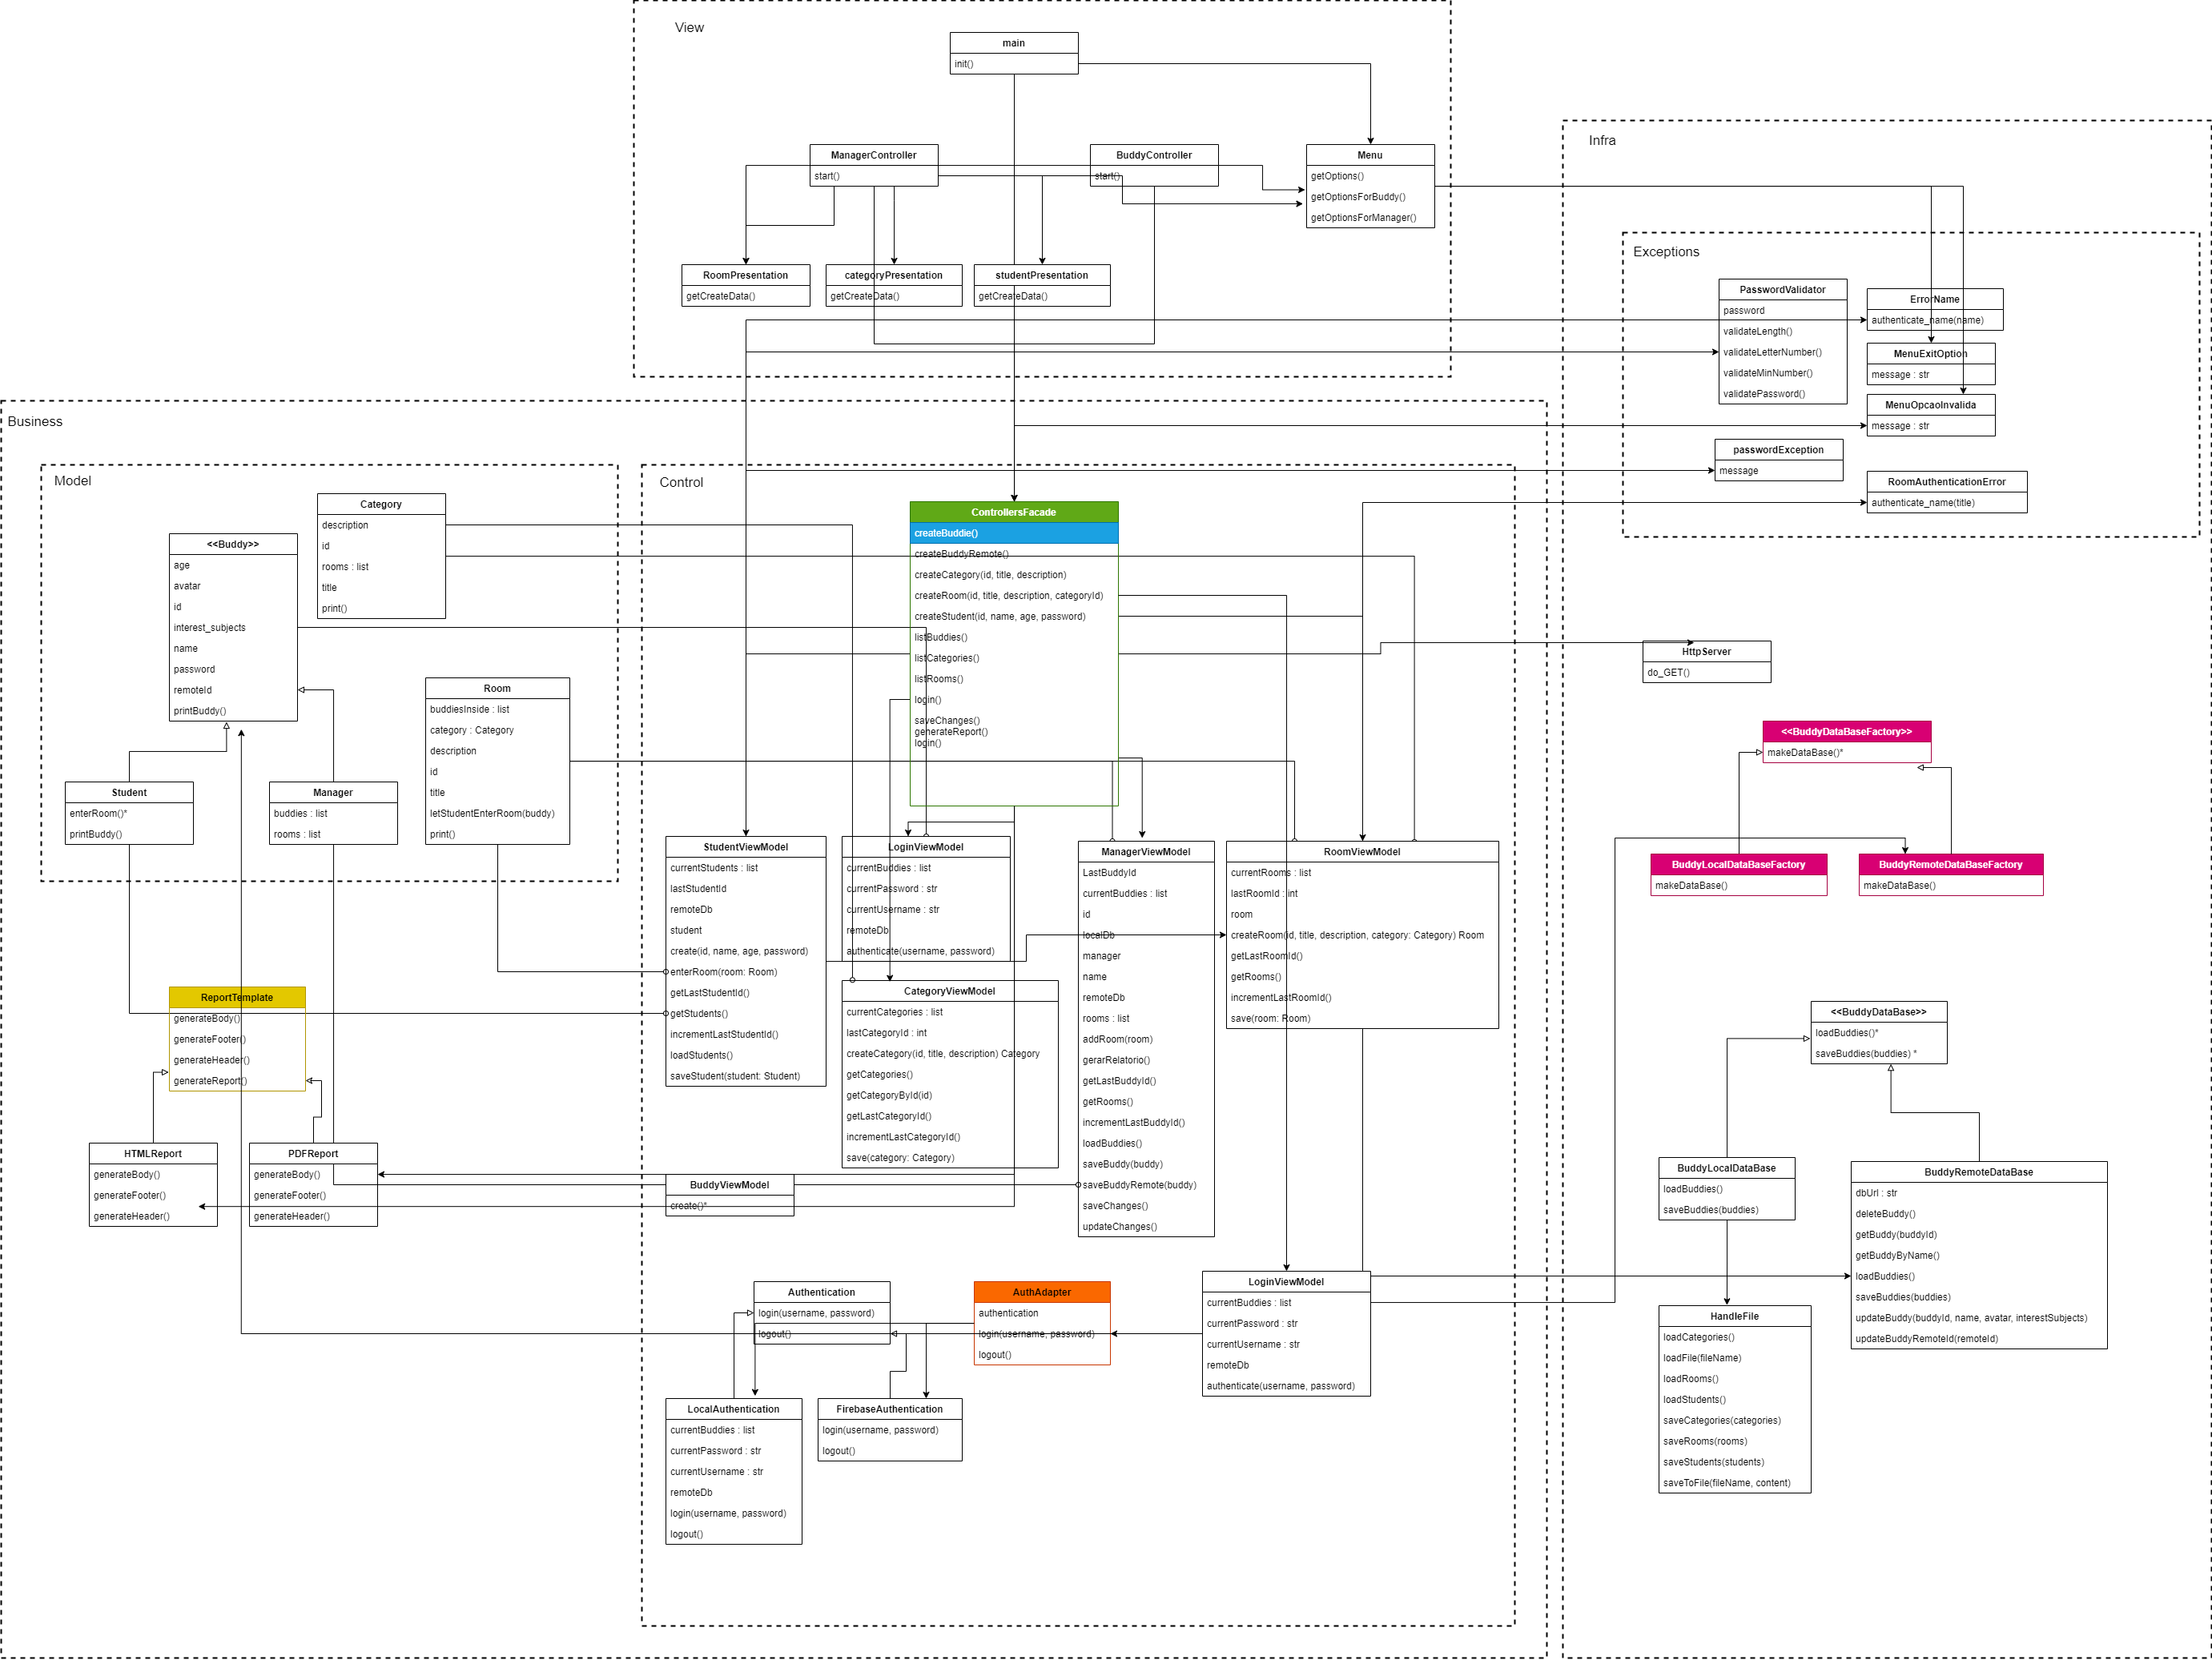 View
main
init()
ManagerController
start()
BuddyController
start()
Menu
getOptions()
getOptionsForBuddy()
getOptionsForManager()
RoomPresentation
getCreateData()
categoryPresentation
getCreateData()
studentPresentation
getCreateData()
Infra
Exceptions
PasswordValidator
password
validateLength()
validateLetterNumber()
validateMinNumber()
validatePassword()
ErrorName
authenticate_name(name)
MenuExitOption
message : str
MenuOpcaoInvalida
message : str
passwordException
message
RoomAuthenticationError
authenticate_name(title)
Business
Model
Category
description
id
rooms : list
title
print()
<<Buddy>>
age
avatar
id
interest_subjects
name
password
remoteId
printBuddy()
Room
buddiesInside : list
category : Category
description
id
title
letStudentEnterRoom(buddy)
print()
Student
enterRoom()*
printBuddy()
Manager
buddies : list
rooms : list
ReportTemplate
generateBody()
generateFooter()
generateHeader()
generateReport()
HTMLReport
generateBody()
generateFooter()
generateHeader()
PDFReport
generateBody()
generateFooter()
generateHeader()
Control
ControllersFacade
createBuddie()
createBuddyRemote()
createCategory(id, title, description)
createRoom(id, title, description, categoryId)
createStudent(id, name, age, password)
listBuddies()
listCategories()
listRooms()
login()
saveChanges()
generateReport()
login()
StudentViewModel
currentStudents : list
lastStudentId
remoteDb
student
create(id, name, age, password)
enterRoom(room: Room)
getLastStudentId()
getStudents()
incrementLastStudentId()
loadStudents()
saveStudent(student: Student)
LoginViewModel
currentBuddies : list
currentPassword : str
currentUsername : str
remoteDb
authenticate(username, password)
CategoryViewModel
currentCategories : list
lastCategoryId : int
createCategory(id, title, description) Category
getCategories()
getCategoryById(id)
getLastCategoryId()
incrementLastCategoryId()
save(category: Category)
ManagerViewModel
LastBuddyId
currentBuddies : list
id
localDb
manager
name
remoteDb
rooms : list
addRoom(room)
gerarRelatorio()
getLastBuddyId()
getRooms()
incrementLastBuddyId()
loadBuddies()
saveBuddy(buddy)
saveBuddyRemote(buddy)
saveChanges()
updateChanges()
RoomViewModel
currentRooms : list
lastRoomId : int
room
createRoom(id, title, description, category: Category) Room
getLastRoomId()
getRooms()
incrementLastRoomId()
save(room: Room)
BuddyViewModel
create()*
Authentication
login(username, password)
logout()
AuthAdapter
authentication
login(username, password)
logout()
LoginViewModel
currentBuddies : list
currentPassword : str
currentUsername : str
remoteDb
authenticate(username, password)
LocalAuthentication
currentBuddies : list
currentPassword : str
currentUsername : str
remoteDb
login(username, password)
logout()
FirebaseAuthentication
login(username, password)
logout()
HttpServer
do_GET()
<<BuddyDataBaseFactory>>
makeDataBase()*
BuddyLocalDataBaseFactory
makeDataBase()
BuddyRemoteDataBaseFactory
makeDataBase()
<<BuddyDataBase>>
loadBuddies()*
saveBuddies(buddies) *
BuddyLocalDataBase
loadBuddies()
saveBuddies(buddies)
BuddyRemoteDataBase
dbUrl : str
deleteBuddy()
getBuddy(buddyId)
getBuddyByName()
loadBuddies()
saveBuddies(buddies)
updateBuddy(buddyId, name, avatar, interestSubjects)
updateBuddyRemoteId(remoteId)
HandleFile
loadCategories()
loadFile(fileName)
loadRooms()
loadStudents()
saveCategories(categories)
saveRooms(rooms)
saveStudents(students)
saveToFile(fileName, content)